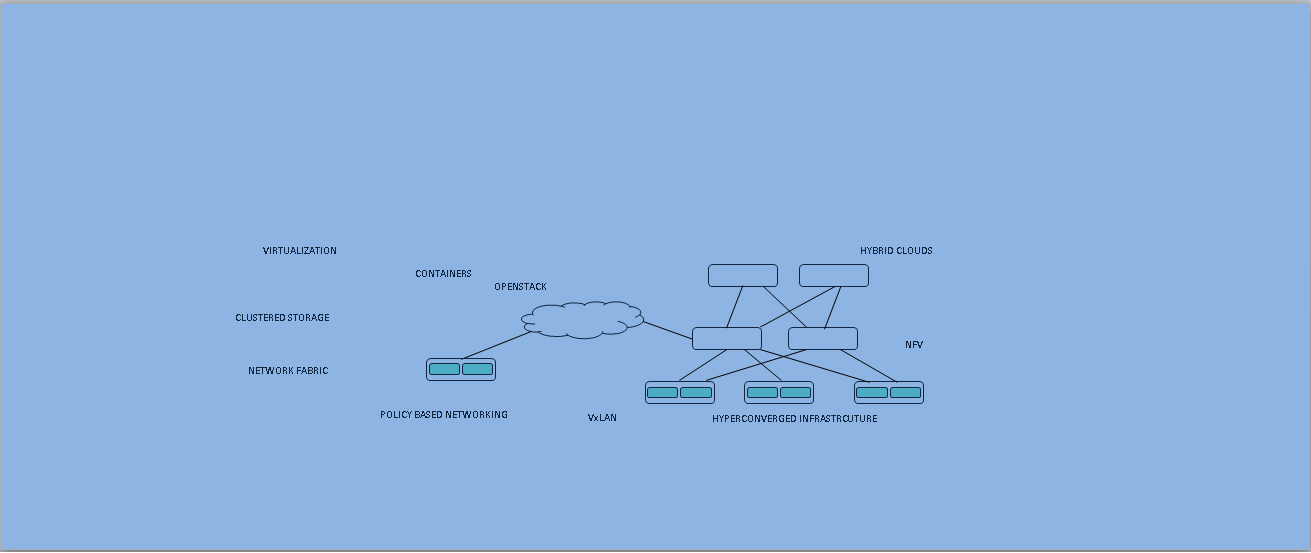 VIRTUALIZATION
HYBRID CLOUDS
CONTAINERS
OPENSTACK
CLUSTERED STORAGE
NFV
NETWORK FABRIC
POLICY BASED NETWORKING
VxLAN
HYPERCONVERGED INFRASTRCUTURE